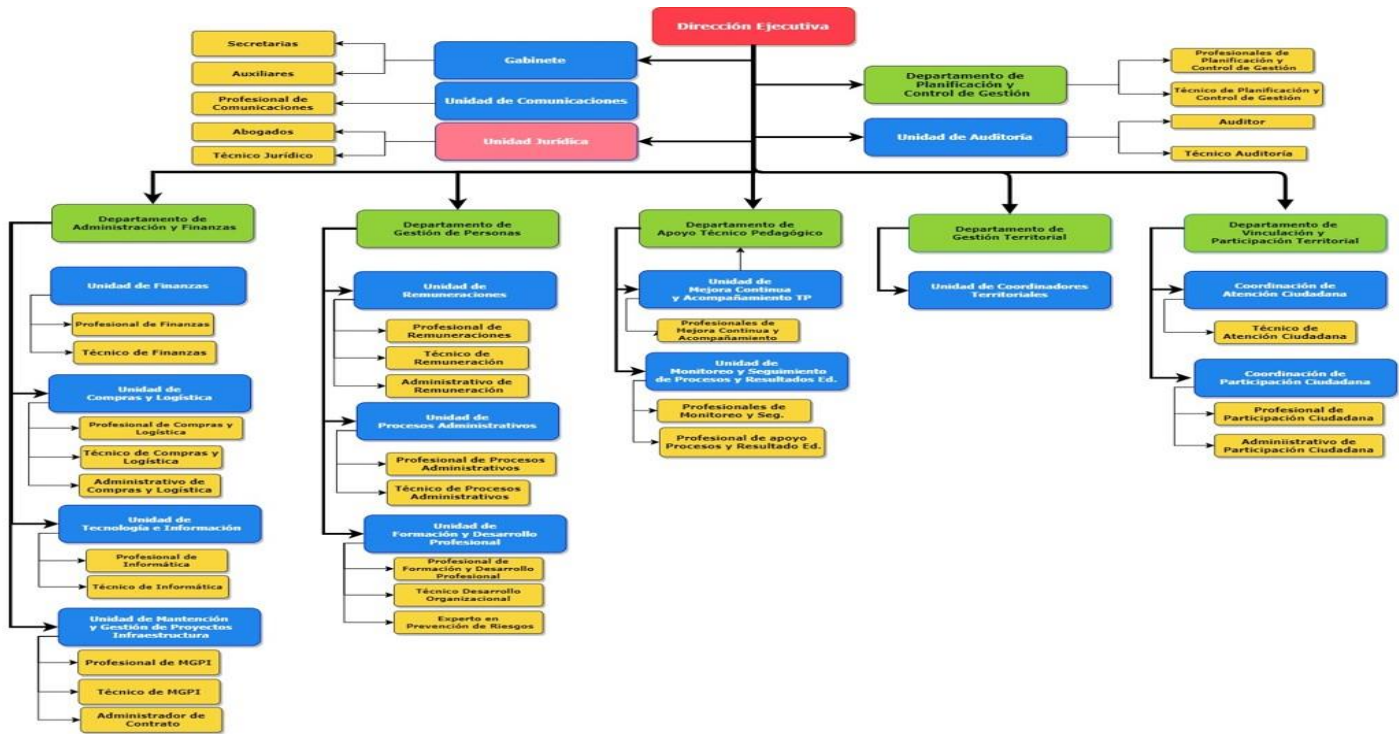 Dirección Ejecutiva
Secretarias
Auxiliares
Gabinete
Profesional de
Comunicaciones
Unidad de Comunicaciones
Abogados
Técnico Jurídico
Unidad Jurídica
Departamento de
Planificación y
Control de Gestión
Profesionales de
Planificación y
Control de Gestión
Técnico de Planificación y
Control de Gestión
Unidad de Auditoría
Auditor
Técnico Auditoría
Departamento de
Administración y Finanzas
Unidad de Finanzas
Profesional de Finanzas
Técnico de Finanzas
Unidad de
Compras y Logística
Profesional de Compras y
Logística
Técnico de Compras y
Logística
Administrativo de
Compras y Logística
Unidad de
Tecnología e Información
Profesional de
Informática
Técnico de Informática
Unidad de Mantención
y Gestión de Proyectos
Infraestructura
Profesional de MGPI
Técnico de MGPI
Administrador de
Contrato
Departamento de
Gestión de Personas
Unidad de
Remuneraciones
Profesional de
Remuneraciones
Técnico de
Remuneración
Administrativo de
Remuneración
Unidad de
Procesos Administrativos
Profesional de Procesos
Administrativos
Técnico de Procesos
Administrativos
Unidad de
Formación y Desarrollo
Profesional
Profesional de
Formación y Desarrollo
Profesional
Técnico Desarrollo
Organizacional
Experto en
Prevención de Riesgos
Departamento de
Apoyo Técnico Pedagógico
Unidad de
Mejora Continua
y Acompañamiento TP
Profesionales de
Mejora Continua y
Acompañamiento
Unidad de
Monitoreo y Seguimiento
de Procesos y Resultados Ed.
Profesionales de
Monitoreo y Seg.
Profesional de apoyo
Procesos y Resultado Ed.
Departamento de
Gestión Territorial
Unidad de Coordinadores
Territoriales
Departamento de
Vinculación y
Participación Territorial
Coordinación de
Atención Ciudadana
Técnico de
Atención Ciudadana
Coordinación de
Participación Ciudadana
Profesional de
Participación Ciudadana
Adminiistrativo de
Participación Ciudadana